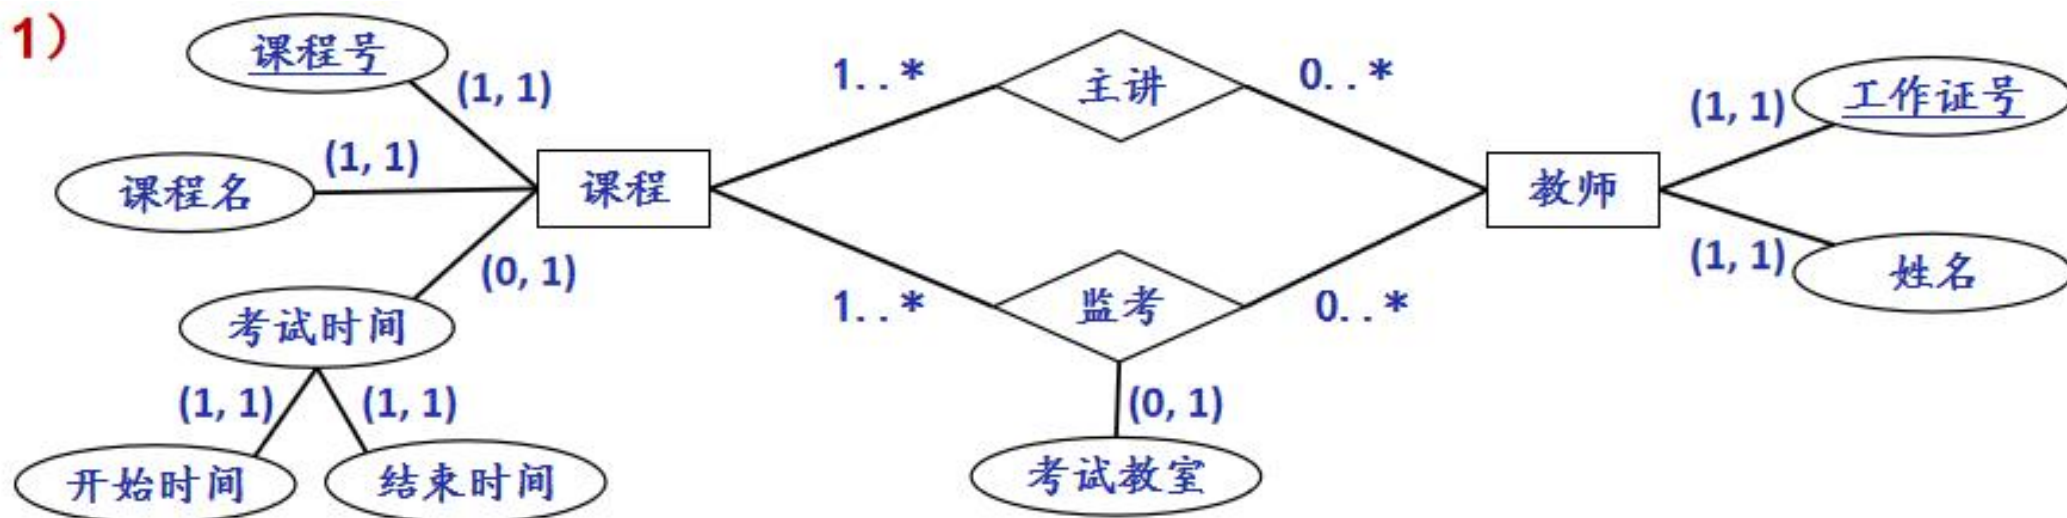 1)
课程号
(1, 1)
1..*
主讲
0..*
(1, 1)
工作证号
课程名
(1, 1)
课程
教师
考试时间
(0, 1)
1..*
监考
0..*
(1, 1)
姓名
(1, 1)
(1, 1)
(0, 1)
开始时间
结束时间
考试教室